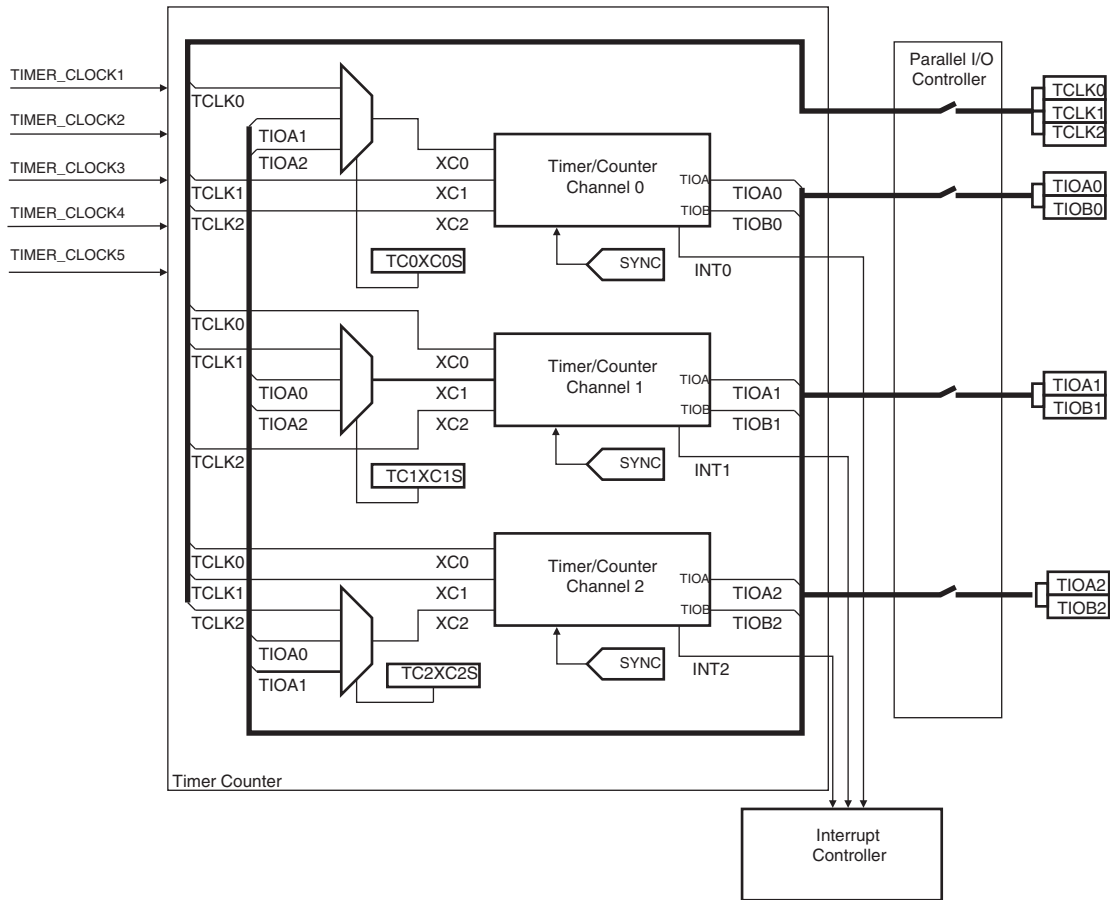 TIMER_CLOCK1
TIMER_CLOCK2
TIMER_CLOCK3
TIMER_CLOCK4
TIMER_CLOCK5
TCLK0
TIOA1
TIOA2
TCLK1
TCLK2
XC0
XC1
XC2
TC0XC0S
Timer/Counter
Channel 0
TIOA
TIOB
TIOA0
TIOB0
SYNC
INT0
TCLK0
TCLK1
TIOA0
TIOA2
TCLK2
XC0
XC1
XC2
TC1XC1S
Timer/Counter
Channel 1
TIOA
TIOB
TIOA1
TIOB1
SYNC
INT1
TCLK0
TCLK1
TCLK2
TIOA0
TIOA1
XC0
XC1
XC2
TC2XC2S
Timer/Counter
Channel 2
TIOA
TIOB
TIOA2
TIOB2
SYNC
INT2
Timer Counter
Parallel I/O
Controller
TCLK0
TCLK1
TCLK2
TIOA0
TIOB0
TIOA1
TIOB1
TIOA2
TIOB2
Interrupt
Controller